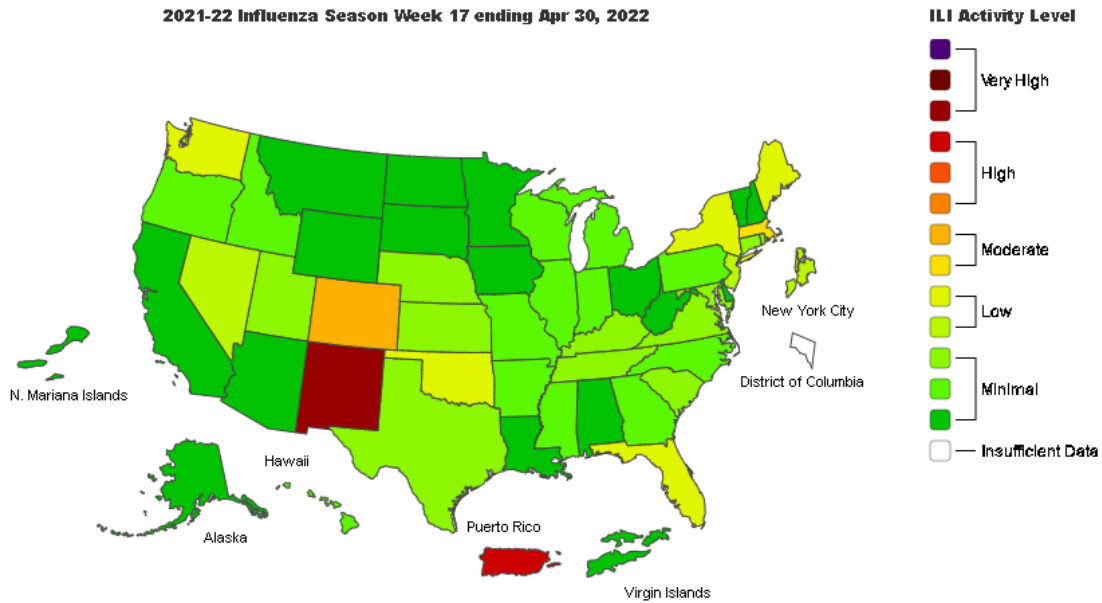 2021-22 Influenza Season Week 17 ending Apr 30, 2022
ILI Activity Level
Very High
High
Moderate
Low
Minimal
Insufficient Data
New York City
District of Columbia
N. Mariana Islands
Hawaii
Alaska
Puerto Rico
Virgin Islands